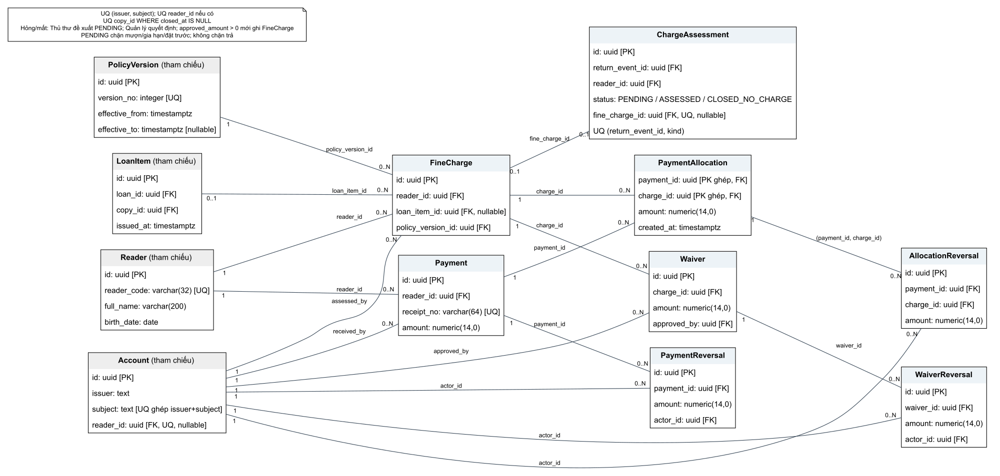 UQ (issuer, subject); UQ reader_id nếu có
UQ copy_id WHERE closed_at IS NULL
Hỏng/mất: Thủ thư đề xuất PENDING; Quản lý quyết định; approved_amount > 0 mới ghi FineCharge
PENDING chặn mượn/gia hạn/đặt trước; không chặn trả
ChargeAssessment
id: uuid [PK]
return_event_id: uuid [FK]
reader_id: uuid [FK]
status: PENDING / ASSESSED / CLOSED_NO_CHARGE
fine_charge_id: uuid [FK, UQ, nullable]
UQ (return_event_id, kind)
PolicyVersion (tham chiếu)
id: uuid [PK]
version_no: integer [UQ]
effective_from: timestamptz
effective_to: timestamptz [nullable]
1
policy_version_id
0..N
fine_charge_id
0..1
0..1
LoanItem (tham chiếu)
id: uuid [PK]
loan_id: uuid [FK]
copy_id: uuid [FK]
issued_at: timestamptz
0..1
loan_item_id
0..N
FineCharge
id: uuid [PK]
reader_id: uuid [FK]
loan_item_id: uuid [FK, nullable]
policy_version_id: uuid [FK]
charge_id
1
0..N
PaymentAllocation
payment_id: uuid [PK ghép, FK]
charge_id: uuid [PK ghép, FK]
amount: numeric(14,0)
created_at: timestamptz
reader_id
0..N
1
charge_id
0..N
payment_id
1
0..N
1
(payment_id, charge_id)
0..N
Reader (tham chiếu)
id: uuid [PK]
reader_code: varchar(32) [UQ]
full_name: varchar(200)
birth_date: date
1
1
reader_id
0..N
assessed_by
0..N
Payment
id: uuid [PK]
reader_id: uuid [FK]
receipt_no: varchar(64) [UQ]
amount: numeric(14,0)
1
payment_id
1
0..N
Waiver
id: uuid [PK]
charge_id: uuid [FK]
amount: numeric(14,0)
approved_by: uuid [FK]
1
waiver_id
0..N
AllocationReversal
id: uuid [PK]
payment_id: uuid [FK]
charge_id: uuid [FK]
amount: numeric(14,0)
0..N
received_by
approved_by
0..N
Account (tham chiếu)
id: uuid [PK]
issuer: text
subject: text [UQ ghép issuer+subject]
reader_id: uuid [FK, UQ, nullable]
1
1
1
1
1
actor_id
0..N
PaymentReversal
id: uuid [PK]
payment_id: uuid [FK]
amount: numeric(14,0)
actor_id: uuid [FK]
WaiverReversal
id: uuid [PK]
waiver_id: uuid [FK]
amount: numeric(14,0)
actor_id: uuid [FK]
0..N
actor_id
1
actor_id